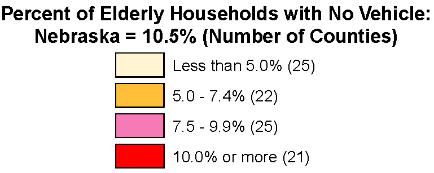 Percent of Elderly Households with No Vehicle:
Nebraska = 10.5% (Number of Counties)
Less than 5.0% (25)
5.0 - 7.4% (22)
7.5 - 9.9% (25)
10.0% or more (21)